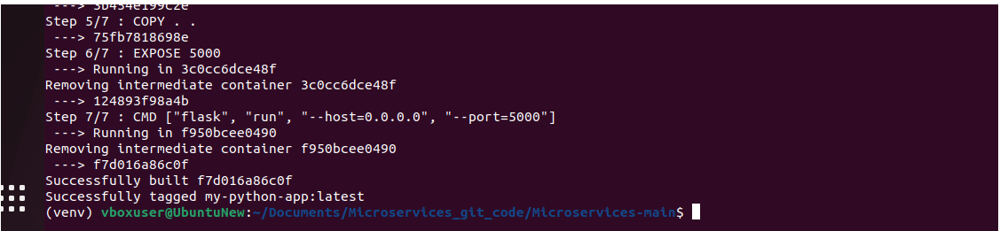 ---> 3b454e199c2e
Step 5/7 : COPY . .
---> 75fb7818698e
Step 6/7 : EXPOSE 5000
---> Running in 3c0cc6dce48f
Removing intermediate container 3c0cc6dce48f
---> 124893f98a4b
Step 7/7 : CMD ["flask", "run", "--host=0.0.0.0", "--port=5000"]
---> Running in f950bcee0490
Removing intermediate container f950bcee0490
---> f7d016a86c0f
Successfully built f7d016a86c0f
Successfully tagged my-python-app:latest
(venv) vboxuser@UbuntuNew:~/Documents/Microservices_git_code/Microservices-main$